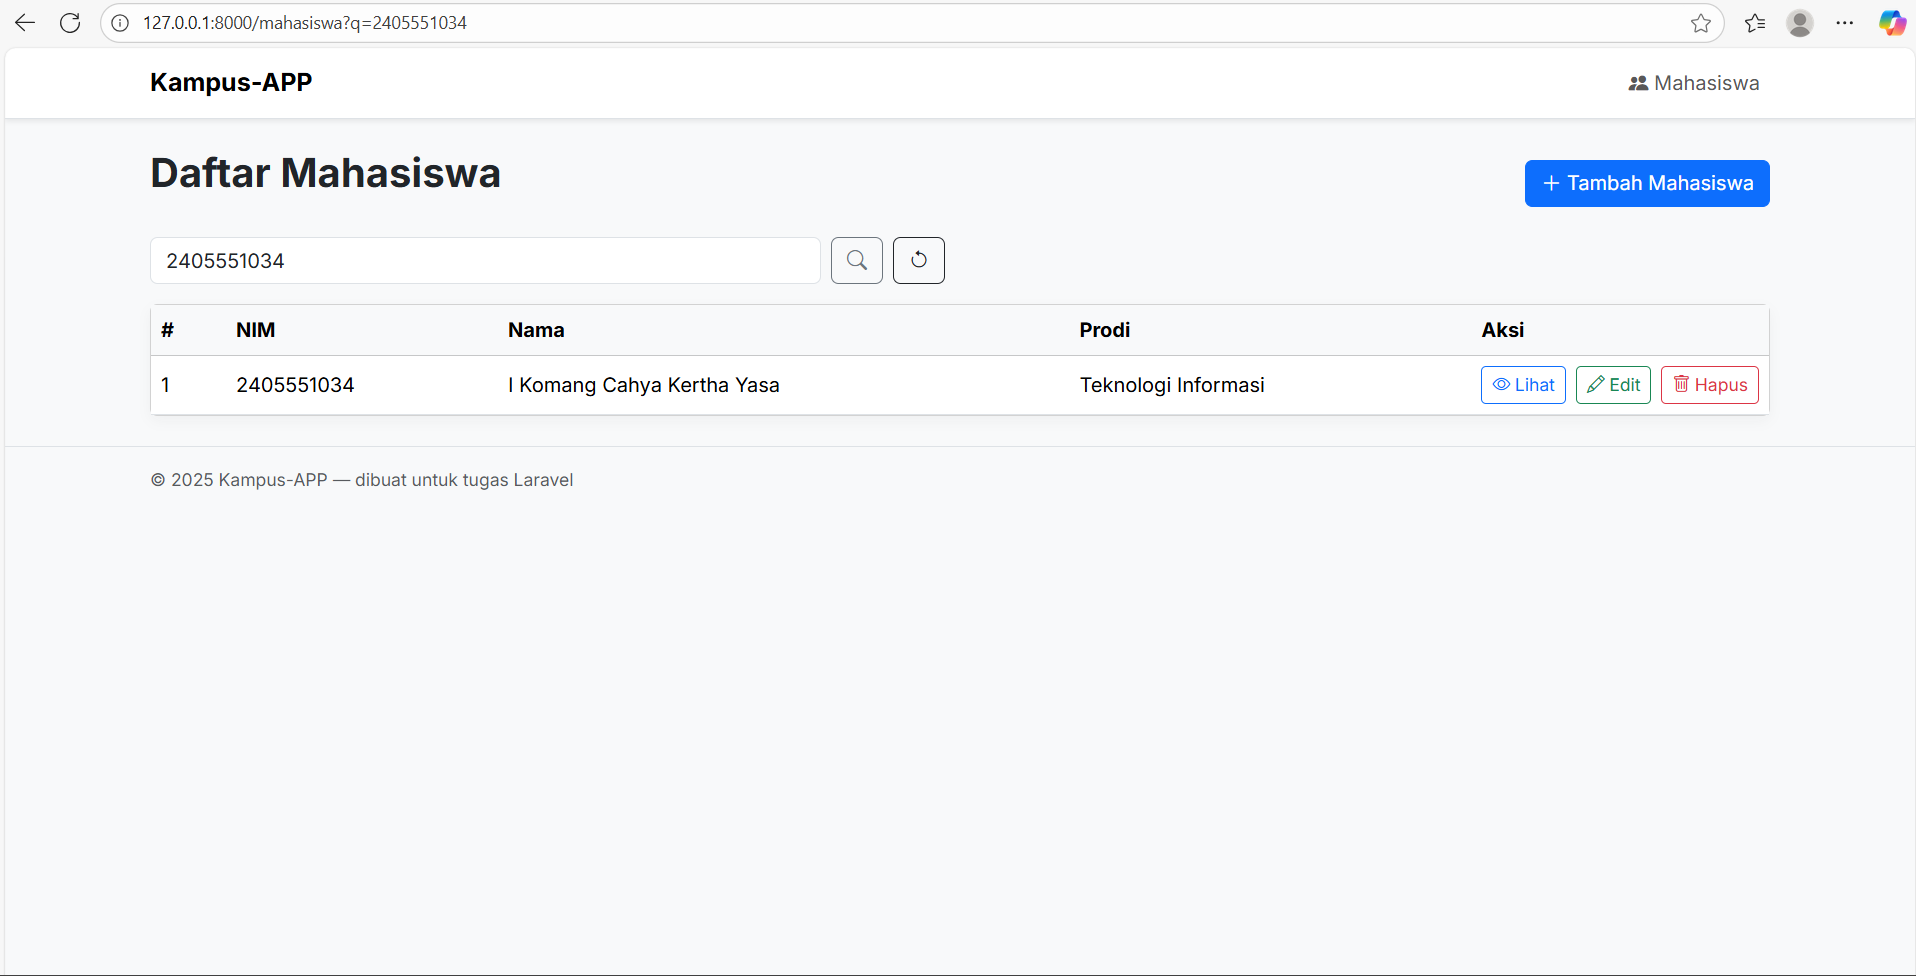 127.0.0.1:8000/mahasiswa?q=2405551034
Kampus-APP
Mahasiswa
Daftar Mahasiswa
+ Tambah Mahasiswa
2405551034
# NIM Nama Prodi Aksi
1 2405551034 I Komang Cahya Kertha Yasa Teknologi Informasi Lihat Edit Hapus
© 2025 Kampus-APP — dibuat untuk tugas Laravel